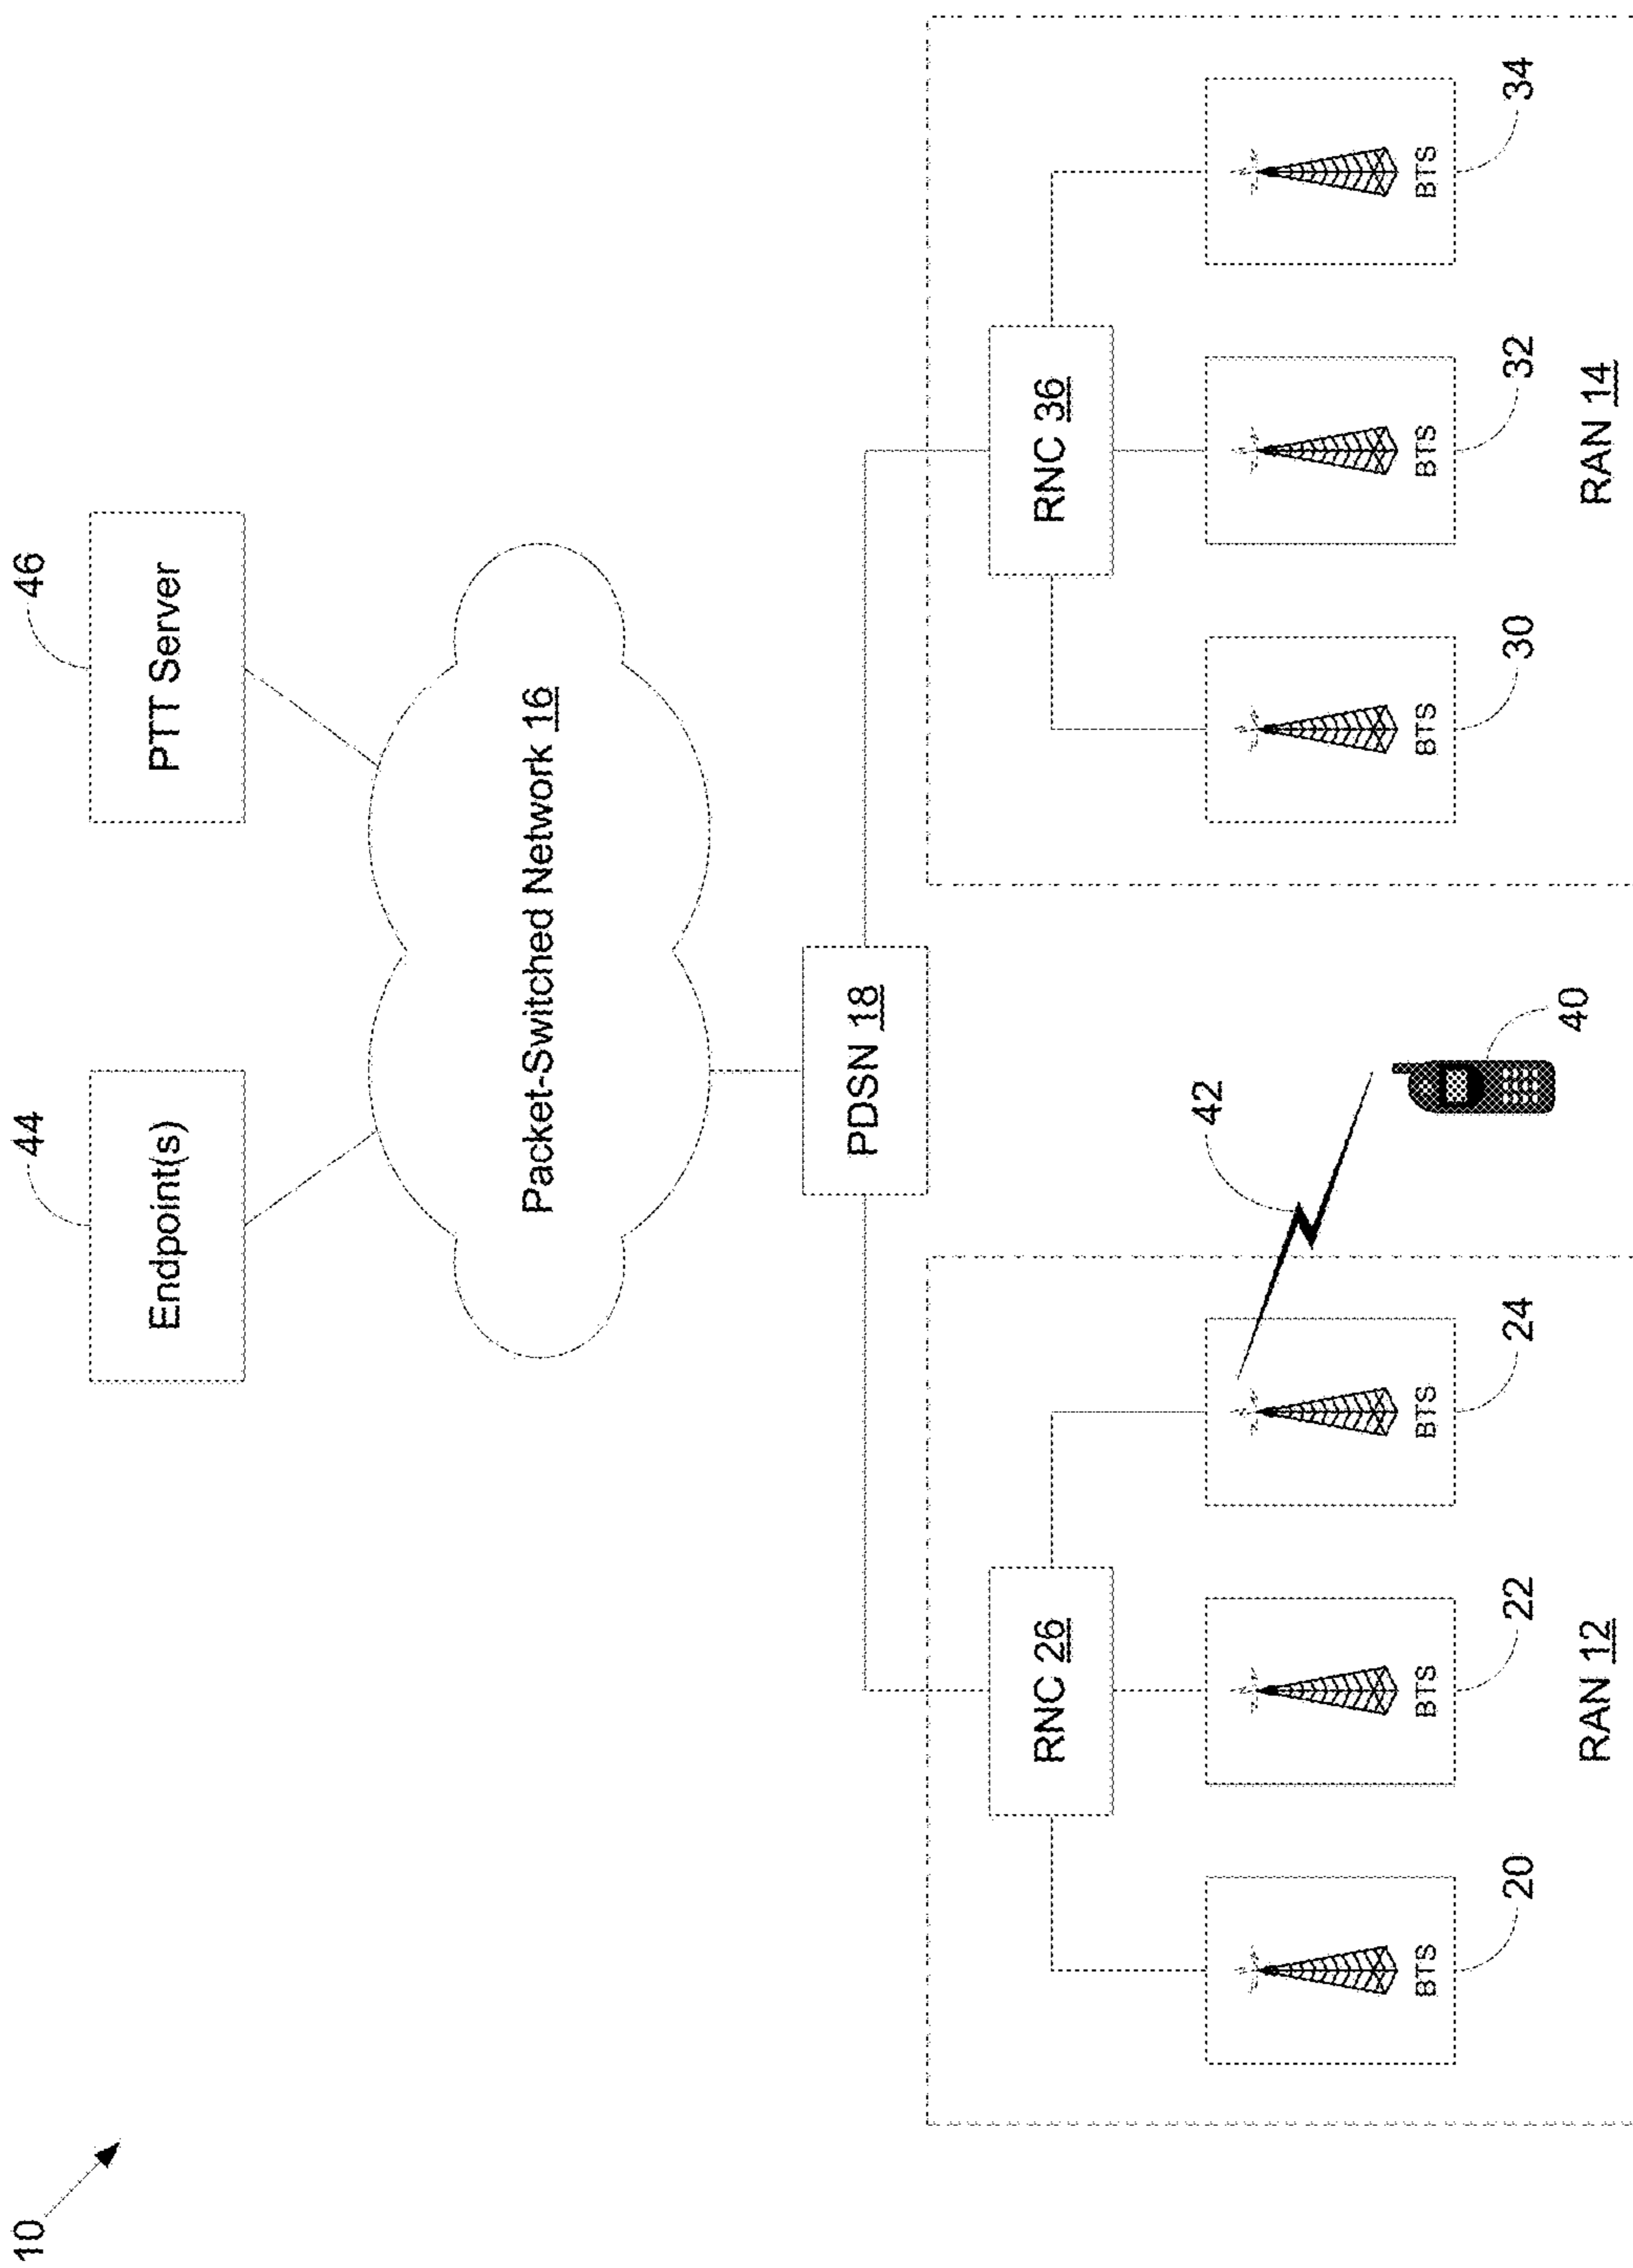 10
44
46
Endpoint(s)
PTT Server
Packet-Switched Network 16
PDSN 18
RNC 26
RNC 36
42
BTS
BTS
BTS
BTS
BTS
BTS
20
22
24
40
30
32
34
RAN 12
RAN 14